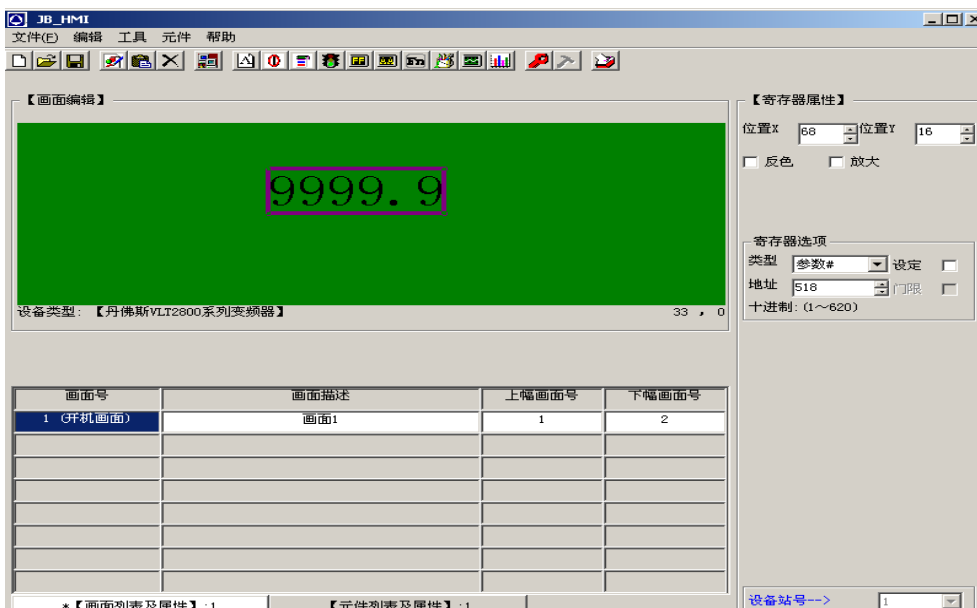 JB_HMI
文件(F) 编辑 工具 元件 帮助
【画面编辑】
9999.9
设备类型: 【丹佛斯VLT2800系列变频器】 33 , 0
【寄存器属性】
位置X 68 位置Y 16
反色 放大
寄存器选项
类型 参数# 设定
地址 518 门限
十进制:(1～620)
画面号 画面描述 上幅画面号 下幅画面号
1 (开机画面) 画面1 1 2
*【画面列表及属性】:1 【元件列表及属性】:1
设备站号--> 1